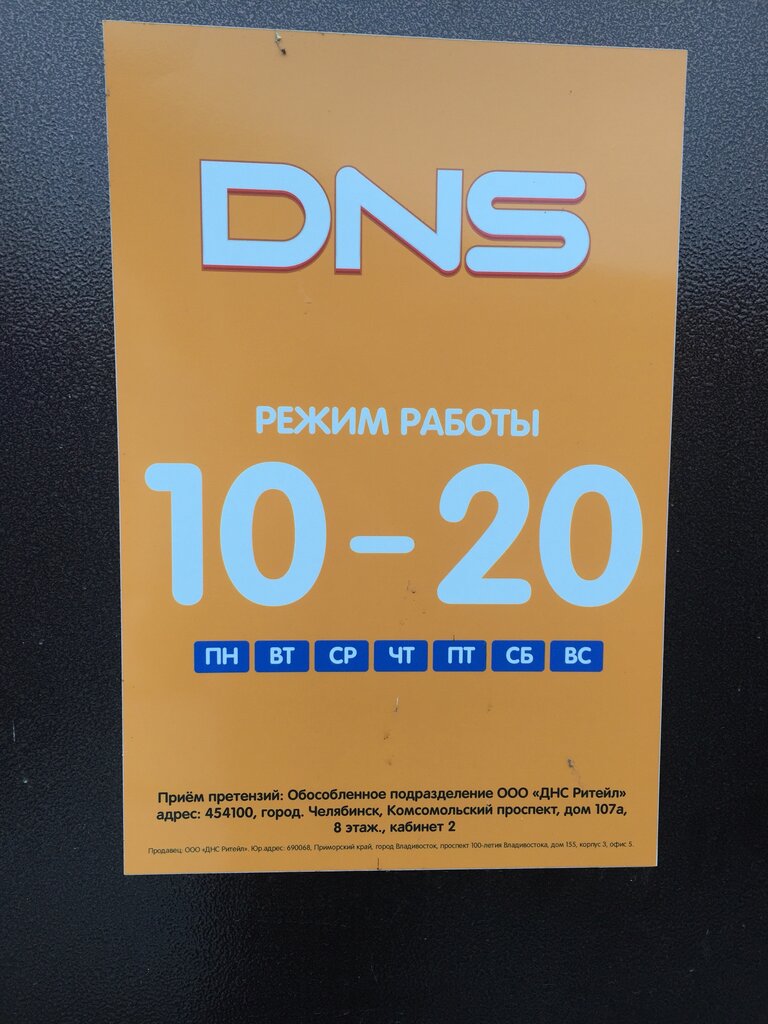 DNS
РЕЖИМ РАБОТЫ
10-20
ПН ВТ СР ЧТ ПТ СБ ВС
Приём претензий: Обособленное подразделение ООО «ДНС Ритейл»
адрес: 454100, город. Челябинск, Комсомольский проспект, дом 107а,
8 этаж., кабинет 2
Продавец. ООО «ДНС Ритейл». Юр.адрес: 690068, Приморский край, город Владивосток, проспект 100-летия Владивостока, дом 155, корпус 3, офис 5.